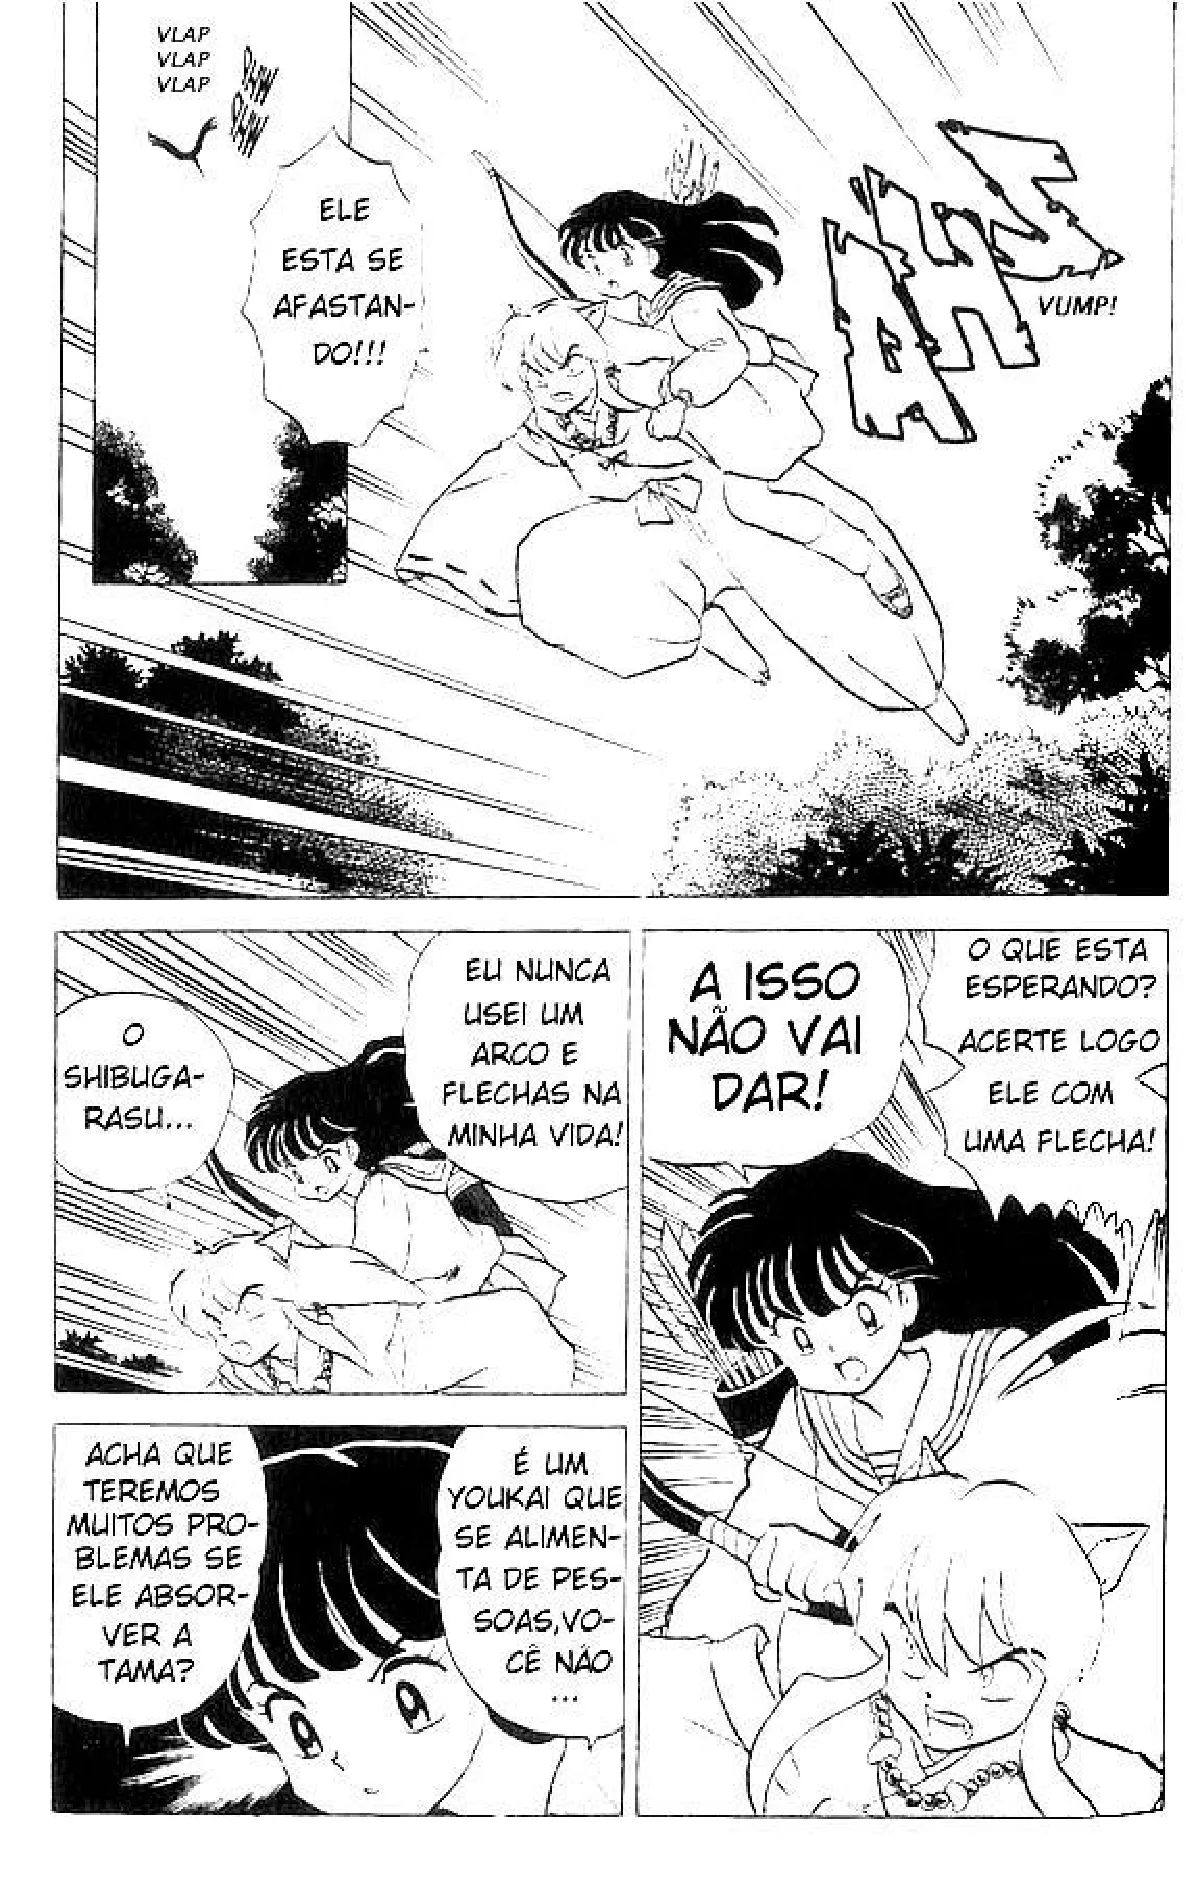 VLAP
VLAP
VLAP
ELE
ESTA SE
AFASTAN-
DO!!!
VUMP!
O QUE ESTA
ESPERANDO?
ACERTE LOGO
ELE COM
UMA FLECHA!
A ISSO
NÃO VAI
DAR!
EU NUNCA
USEI UM
ARCO E
FLECHAS NA
MINHA VIDA!
O
SHIBUGA-
RASU...
É UM
YOUKAI QUE
SE ALIMEN-
TA DE PES-
SOAS,VO-
CÊ NÃO
...
ACHA QUE
TEREMOS
MUITOS PRO-
BLEMAS SE
ELE ABSOR-
VER A
TAMA?